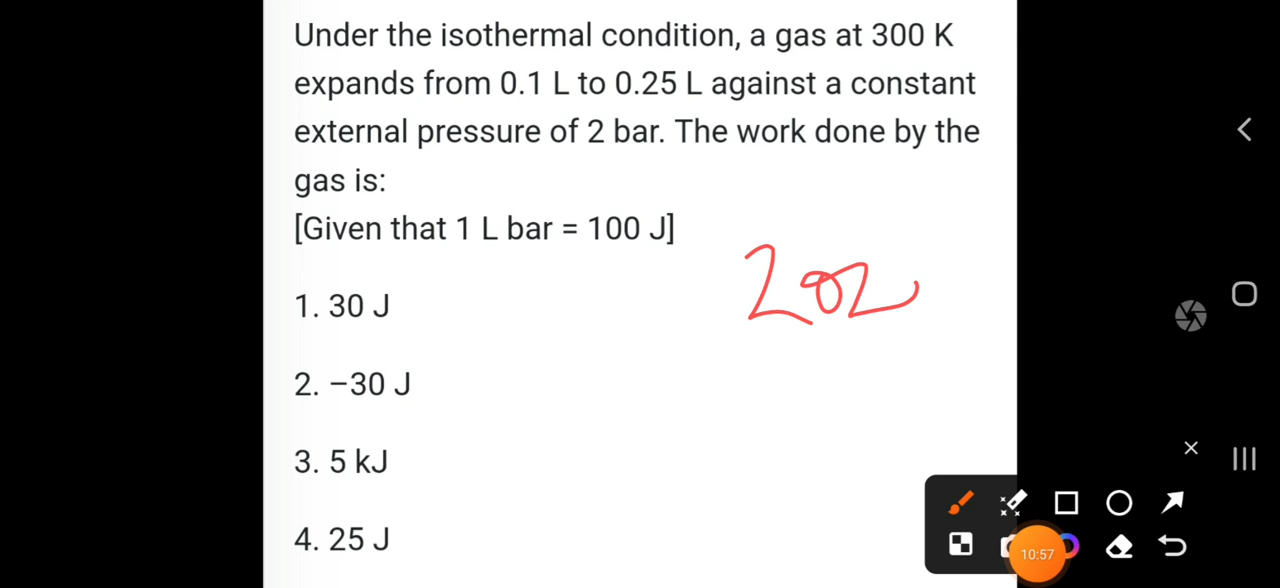 Under the isothermal condition, a gas at 300 K
expands from 0.1 L to 0.25 L against a constant
external pressure of 2 bar. The work done by the
gas is:
[Given that 1 L bar = 100 J]
202
1. 30 J
2. −30 J
3. 5 kJ
4. 25 J
10:57